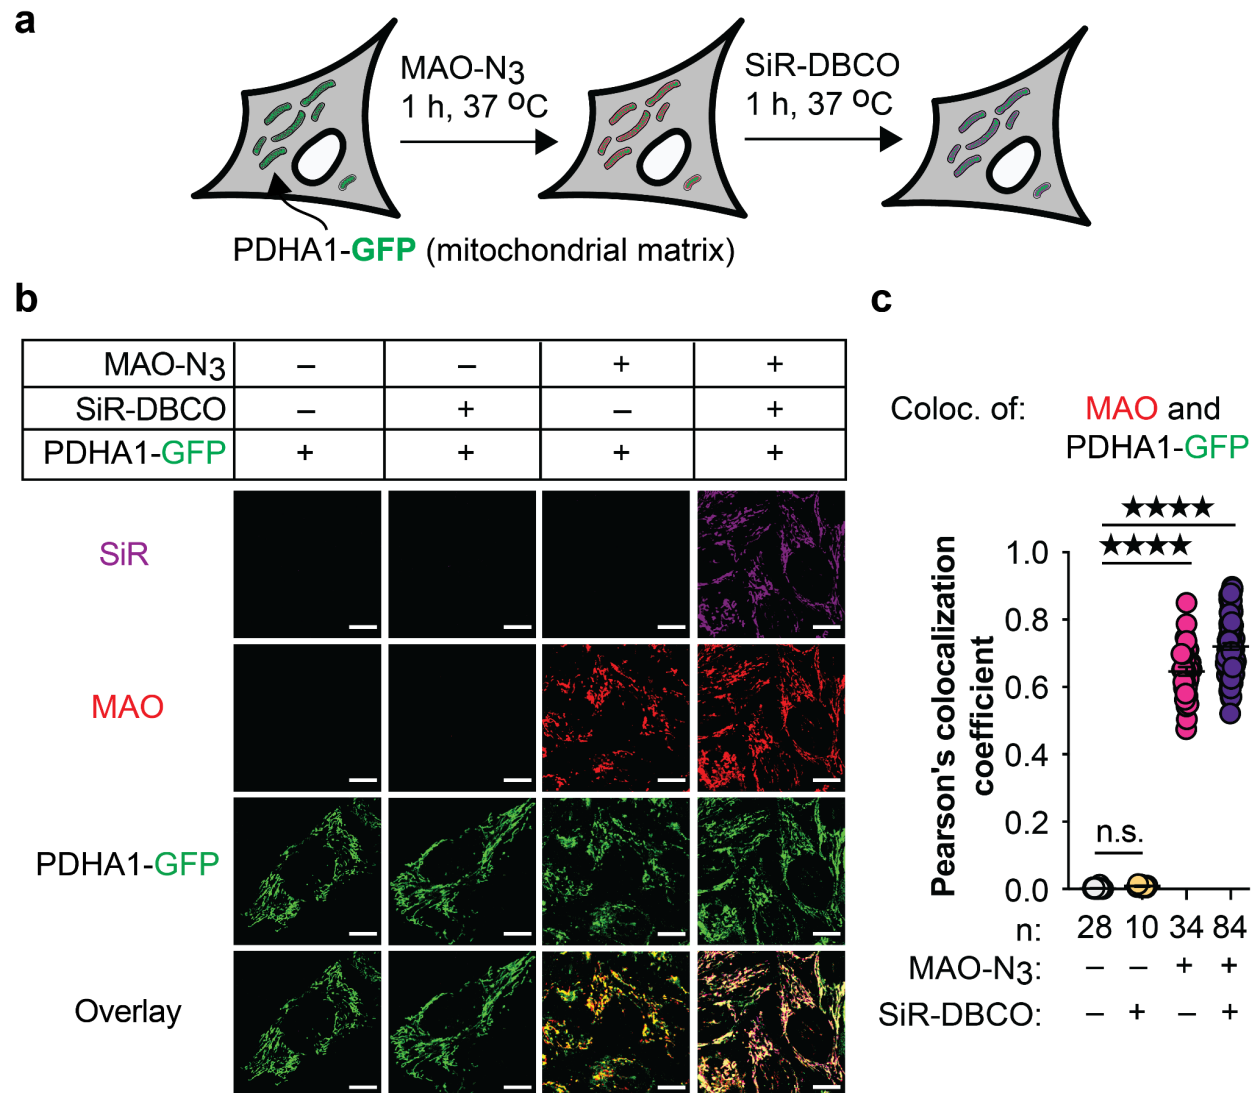 a
MAO-N3
1 h, 37 oC
SiR-DBCO
1 h, 37 oC
PDHA1-GFP (mitochondrial matrix)
b
MAO-N3 – – + +
SiR-DBCO – + – +
PDHA1-GFP + + + +
SiR
MAO
PDHA1-GFP
Overlay
c
Coloc. of: MAO and
PDHA1-GFP
★★★★
★★★★
Pearson's colocalization
coefficient
1.0
0.8
0.6
0.4
0.2
0.0
n.s.
n: 28 10 34 84
MAO-N3: – – + +
SiR-DBCO: – + – +